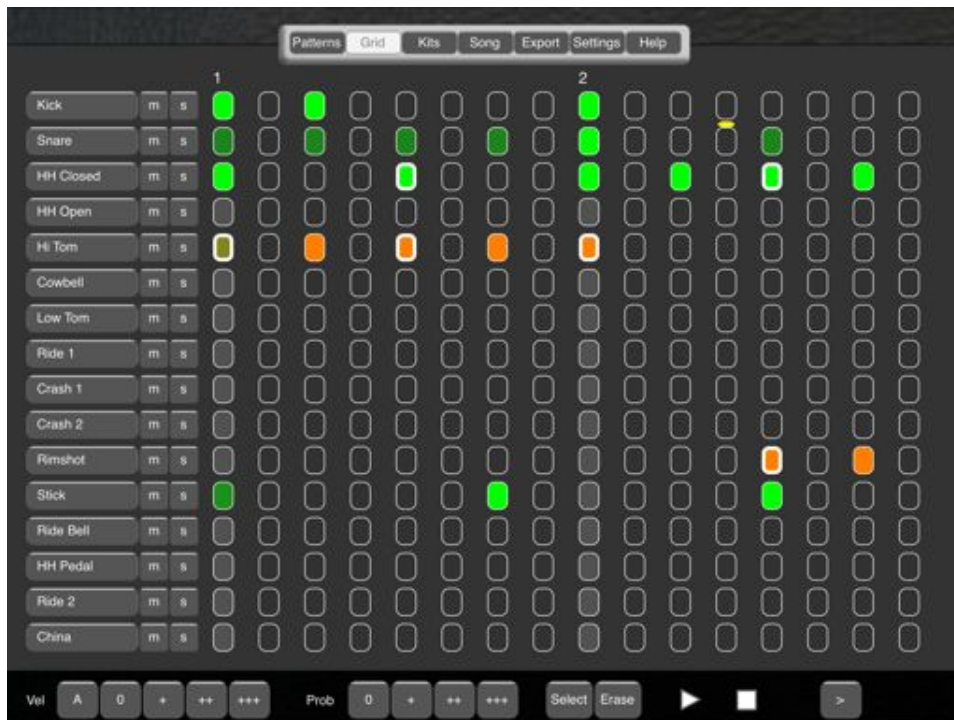 Patterns Grid Kits Song Export Settings Help
1 2
Kick m s
Snare m s
HH Closed m s
HH Open m s
Hi Tom m s
Cowbell m s
Low Tom m s
Ride 1 m s
Crash 1 m s
Crash 2 m s
Rimshot m s
Stick m s
Ride Bell m s
HH Pedal m s
Ride 2 m s
China m s
Vel A 0 + ++ +++ Prob 0 + ++ +++ Select Erase >